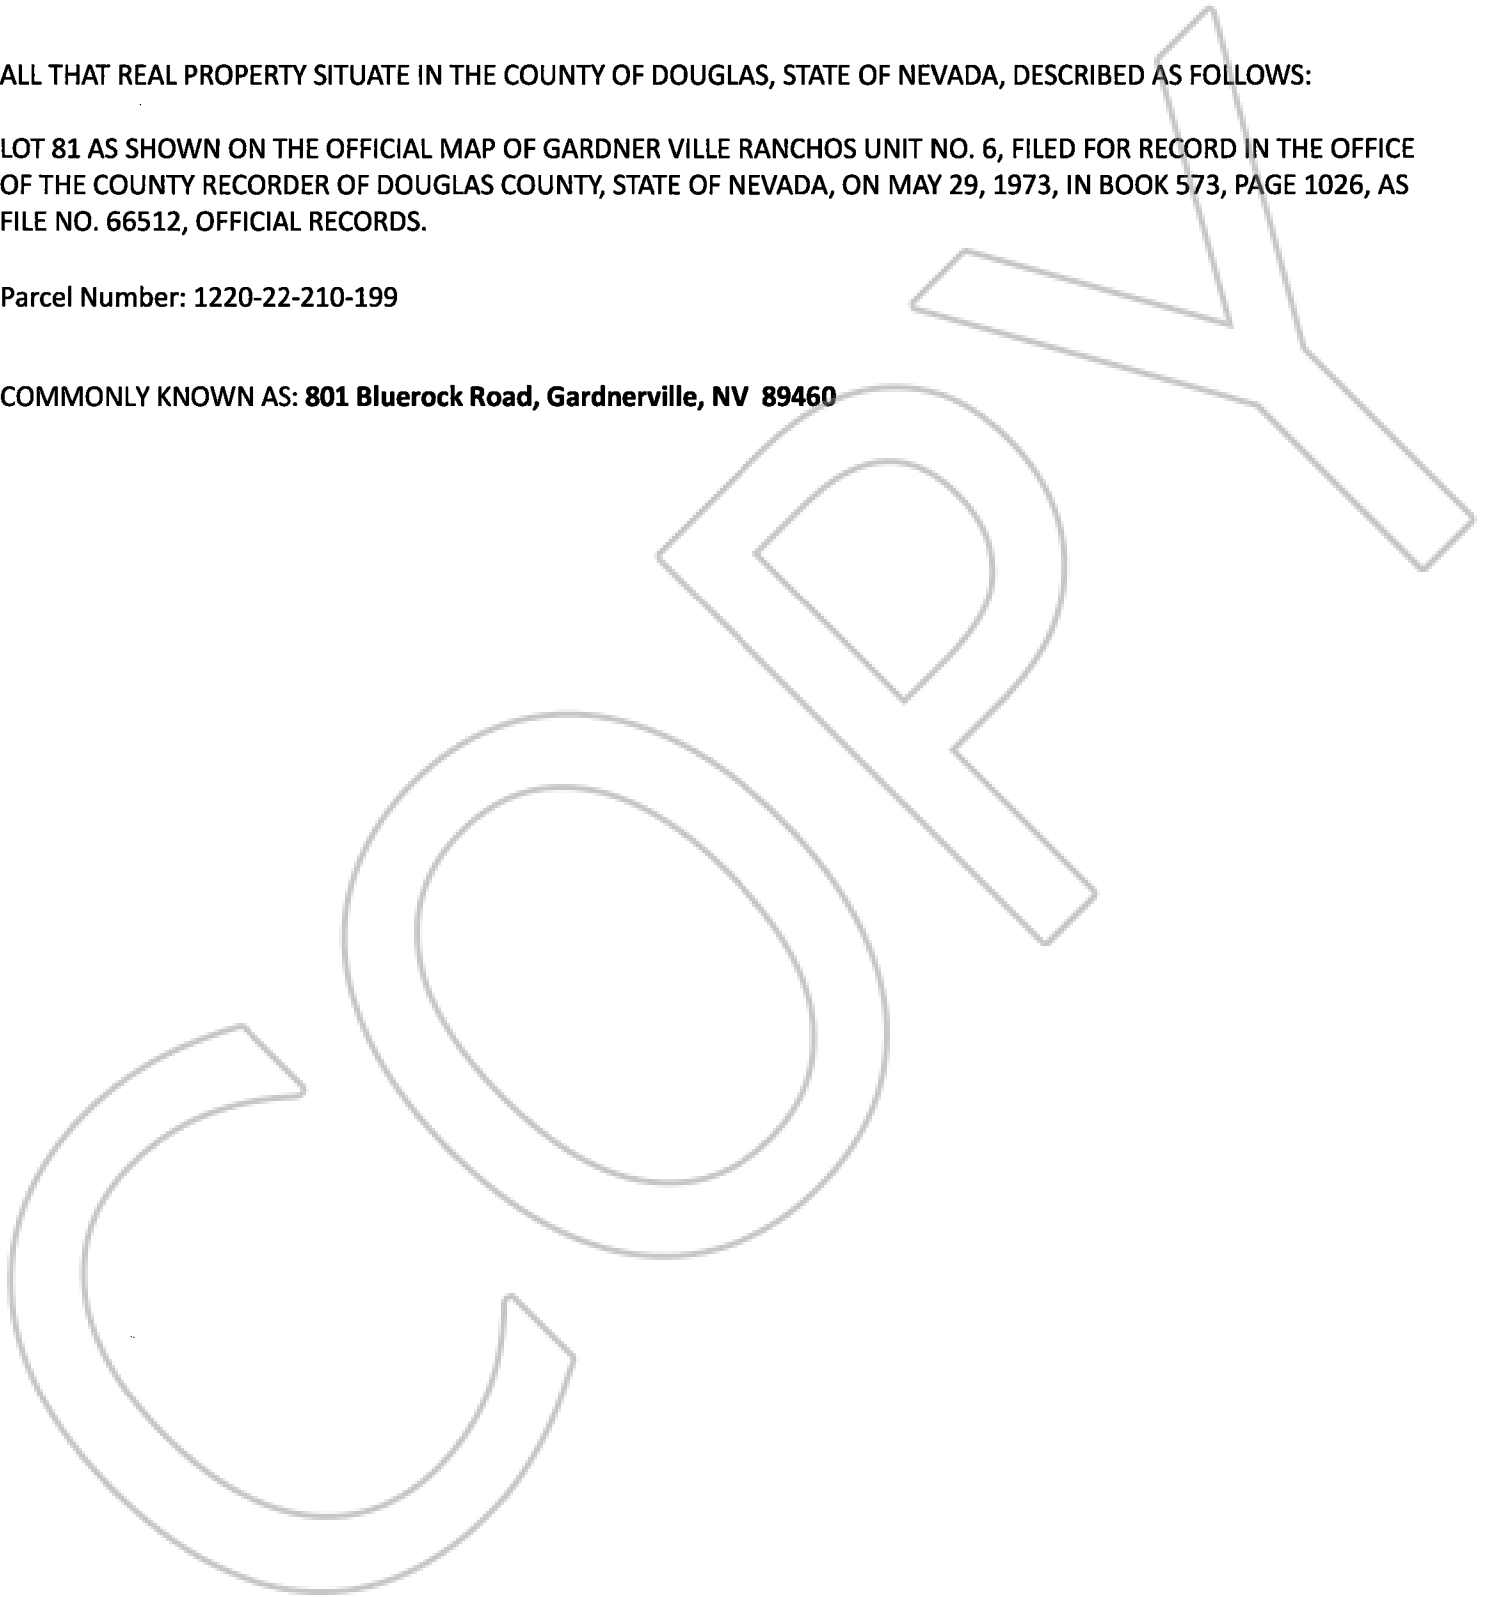 ALL THAT REAL PROPERTY SITUATE IN THE COUNTY OF DOUGLAS, STATE OF NEVADA, DESCRIBED AS FOLLOWS:
LOT 81 AS SHOWN ON THE OFFICIAL MAP OF GARDNER VILLE RANCHOS UNIT NO. 6, FILED FOR RECORD IN THE OFFICE
OF THE COUNTY RECORDER OF DOUGLAS COUNTY, STATE OF NEVADA, ON MAY 29, 1973, IN BOOK 573, PAGE 1026, AS
FILE NO. 66512, OFFICIAL RECORDS.
Parcel Number: 1220-22-210-199
COMMONLY KNOWN AS: 801 Bluerock Road, Gardnerville, NV  89460
COPY